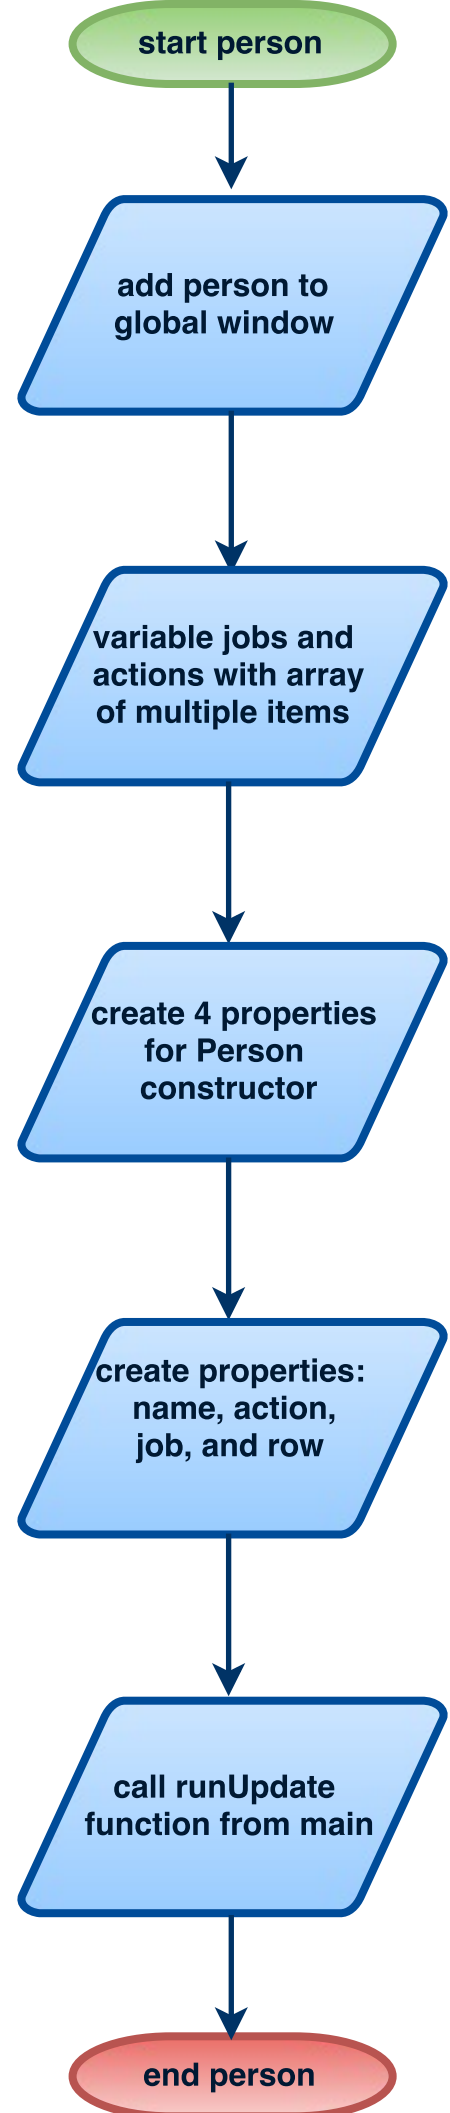 start person
add person to
global window
variable jobs and
actions with array
of multiple items
create 4 properties
for Person
constructor
create properties:
name, action,
job, and row
call runUpdate
function from main
end person